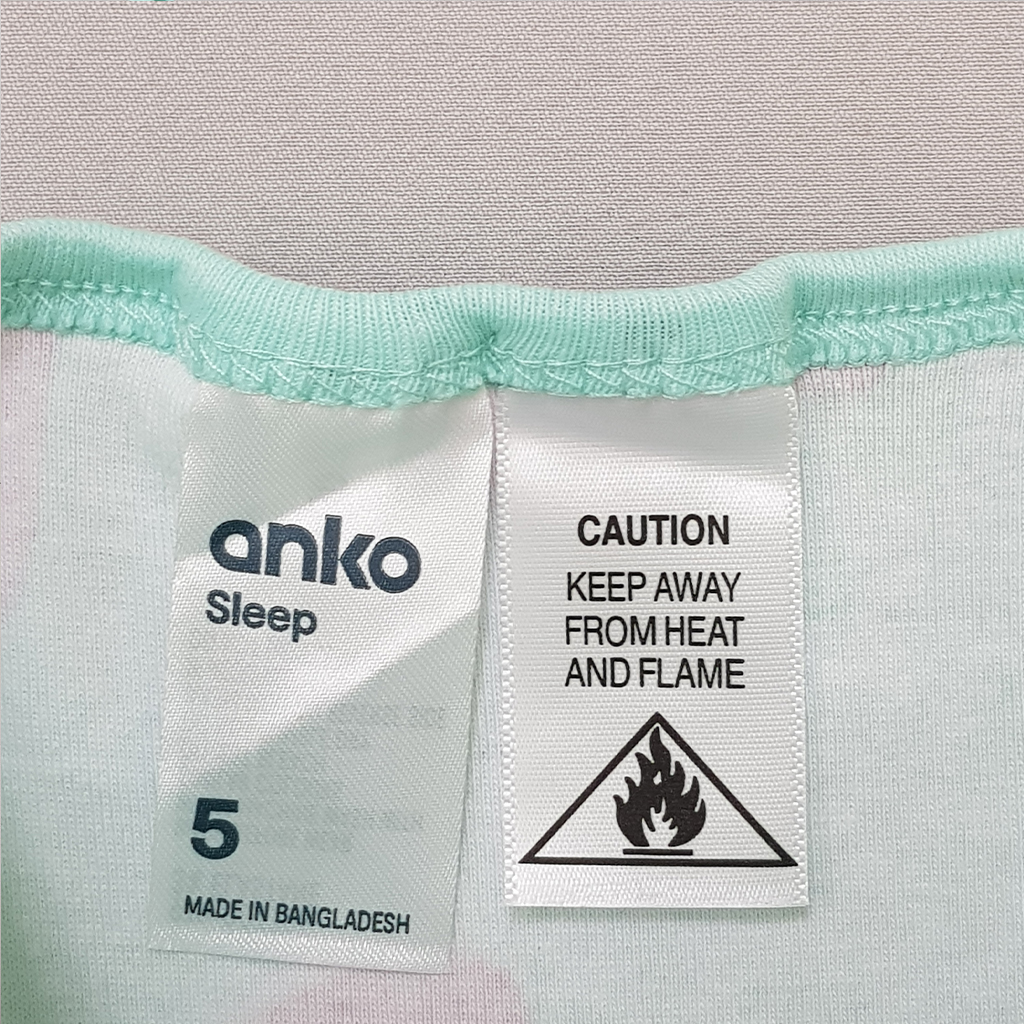 anko
Sleep
5
MADE IN BANGLADESH
CAUTION
KEEP AWAY
FROM HEAT
AND FLAME